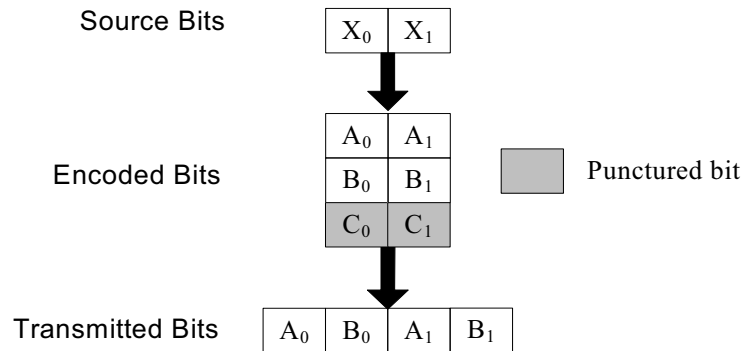 Source Bits X₀ X₁
A₀ A₁
Encoded Bits B₀ B₁ Punctured bit
C₀ C₁
Transmitted Bits A₀ B₀ A₁ B₁